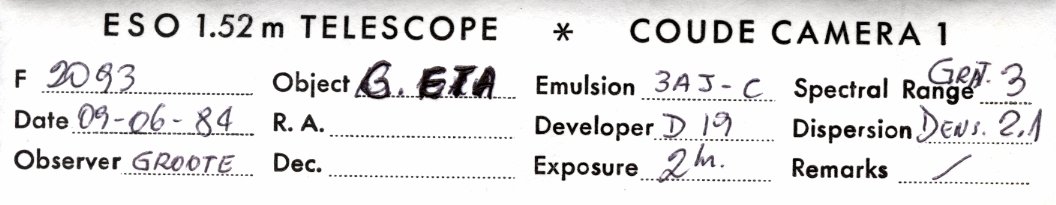 ESO 1.52 m TELESCOPE * COUDE CAMERA 1
F 2093 Object G. ETA Emulsion 3AJ-C Spectral Range GRAT. 3
Date 09-06-84 R. A. Developer D 19 Dispersion DENS. 2.1
Observer GROOTE Dec. Exposure 2h. Remarks /